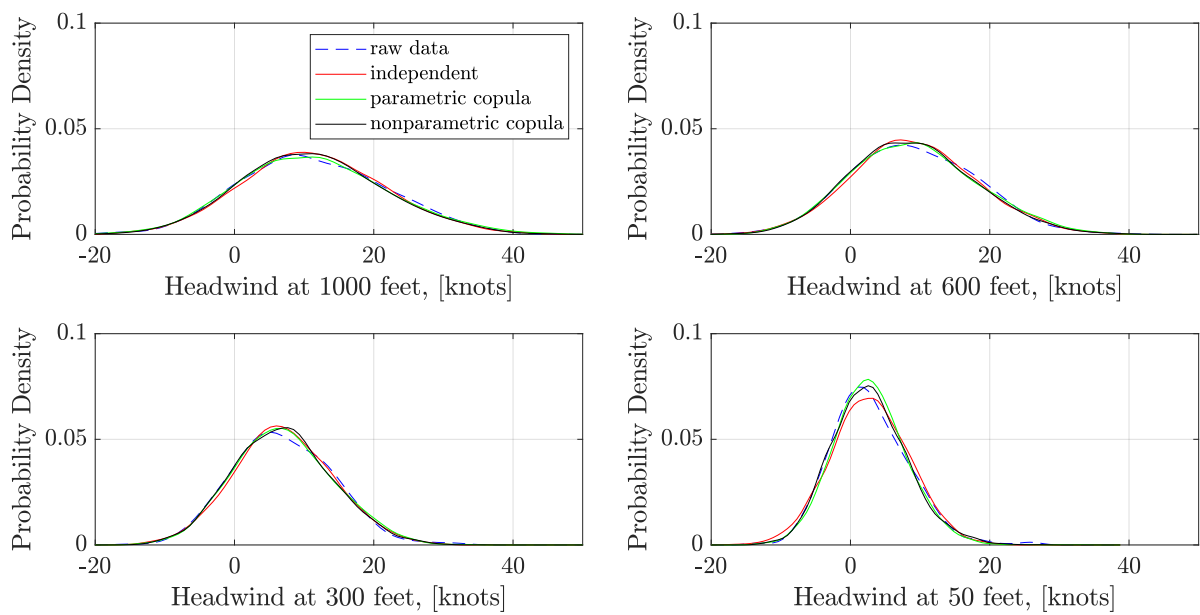 0.1
0.05
0
Probability Density
-20 0 20 40
Headwind at 1000 feet, [knots]
raw data
independent
parametric copula
nonparametric copula
0.1
0.05
0
Probability Density
-20 0 20 40
Headwind at 600 feet, [knots]
0.1
0.05
0
Probability Density
-20 0 20 40
Headwind at 300 feet, [knots]
0.1
0.05
0
Probability Density
-20 0 20 40
Headwind at 50 feet, [knots]